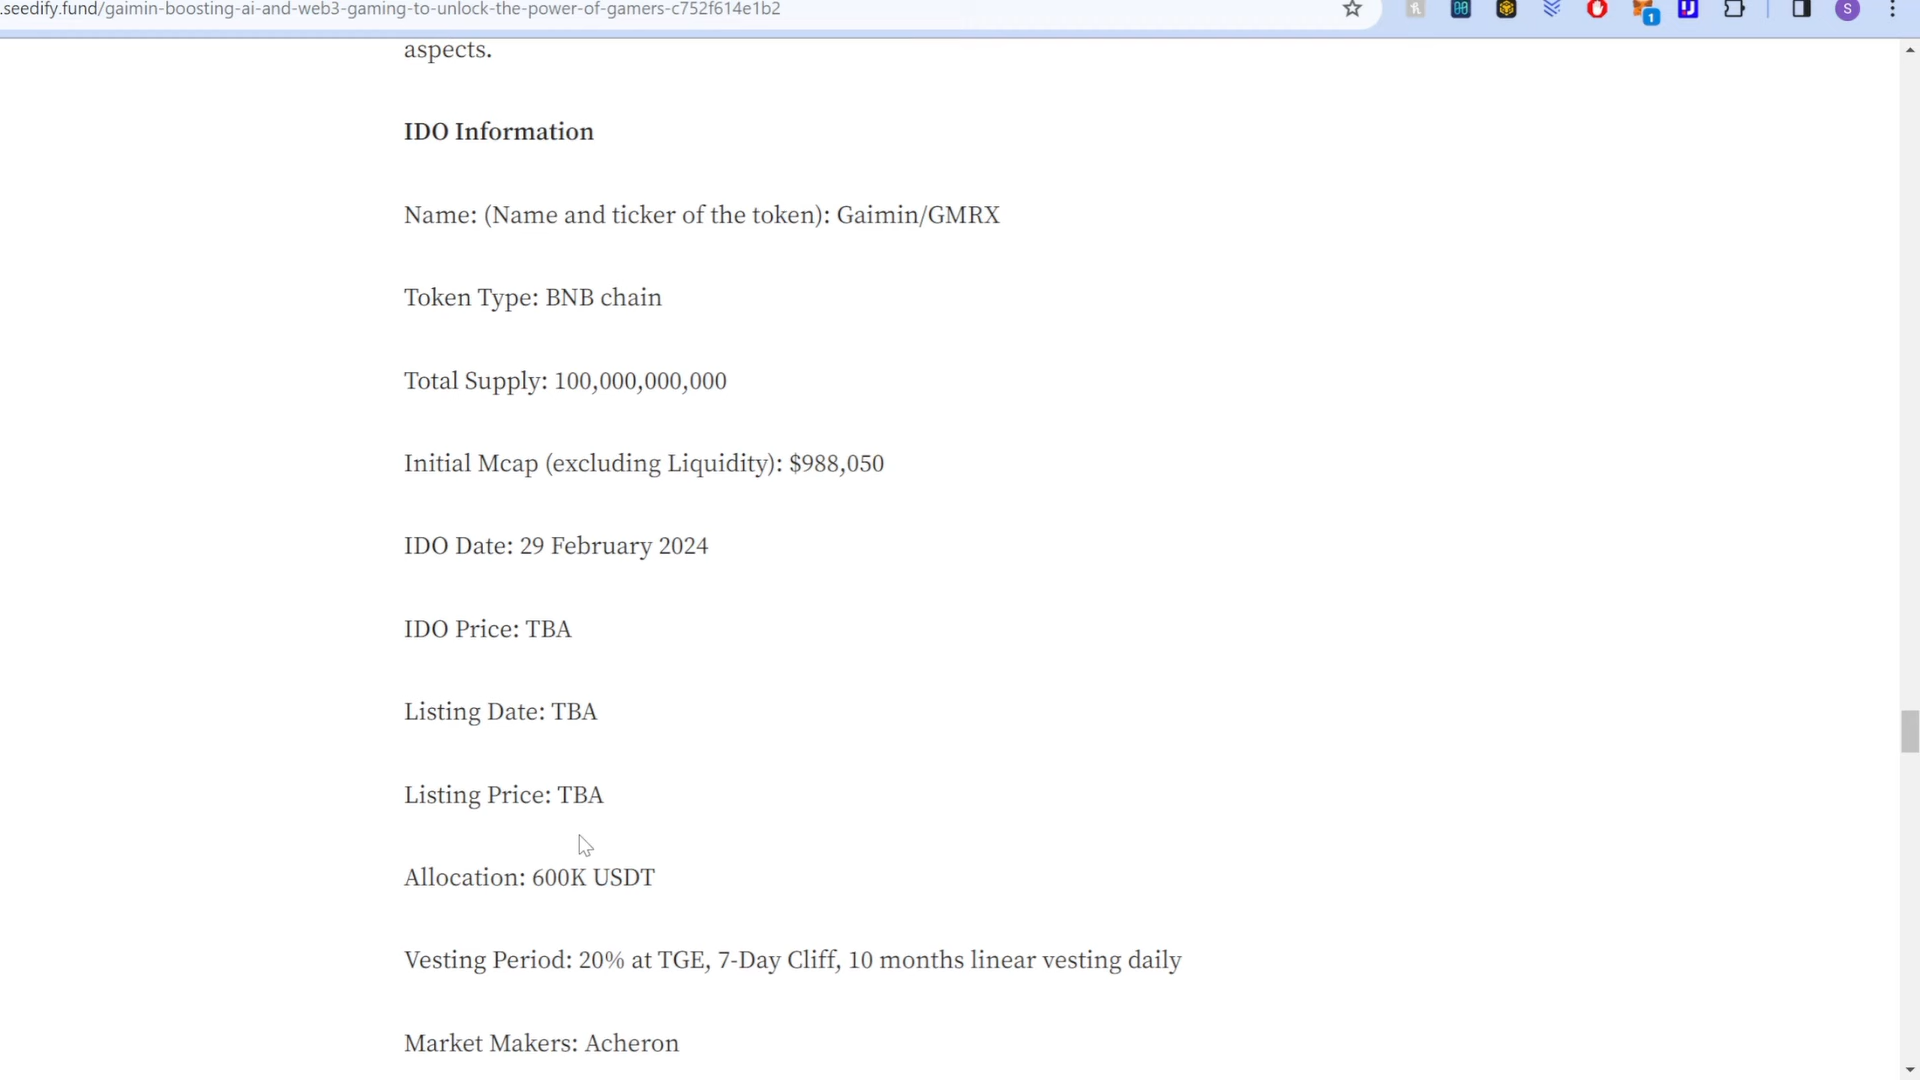 .seedify.fund/gaimin-boosting-ai-and-web3-gaming-to-unlock-the-power-of-gamers-c752f614e1b2
1
S
aspects.
IDO Information
Name: (Name and ticker of the token): Gaimin/GMRX
Token Type: BNB chain
Total Supply: 100,000,000,000
Initial Mcap (excluding Liquidity): $988,050
IDO Date: 29 February 2024
IDO Price: TBA
Listing Date: TBA
Listing Price: TBA
Allocation: 600K USDT
Vesting Period: 20% at TGE, 7-Day Cliff, 10 months linear vesting daily
Market Makers: Acheron